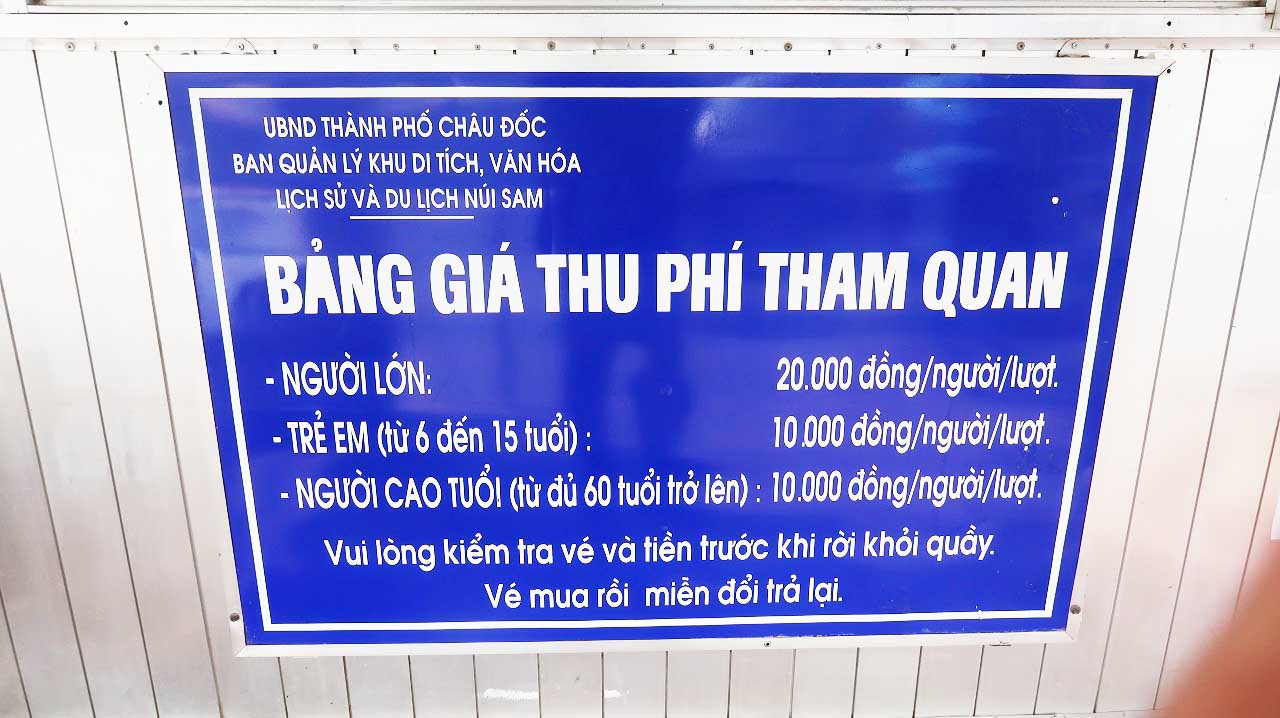 UBND THÀNH PHỐ CHÂU ĐỐC
BAN QUẢN LÝ KHU DI TÍCH, VĂN HÓA
LỊCH SỬ VÀ DU LỊCH NÚI SAM
BẢNG GIÁ THU PHÍ THAM QUAN
- NGƯỜI LỚN: 20.000 đồng/người/lượt.
- TRẺ EM (từ 6 đến 15 tuổi) : 10.000 đồng/người/lượt.
- NGƯỜI CAO TUỔI (từ đủ 60 tuổi trở lên) : 10.000 đồng/người/lượt.
Vui lòng kiểm tra vé và tiền trước khi rời khỏi quầy.
Vé mua rồi miễn đổi trả lại.